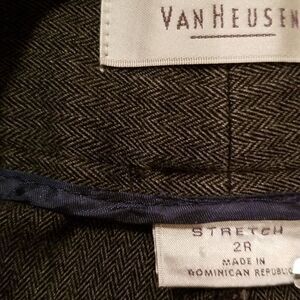 VAN HEUSEN
STRETCH
2R
MADE IN
DOMINICAN REPUBLIC